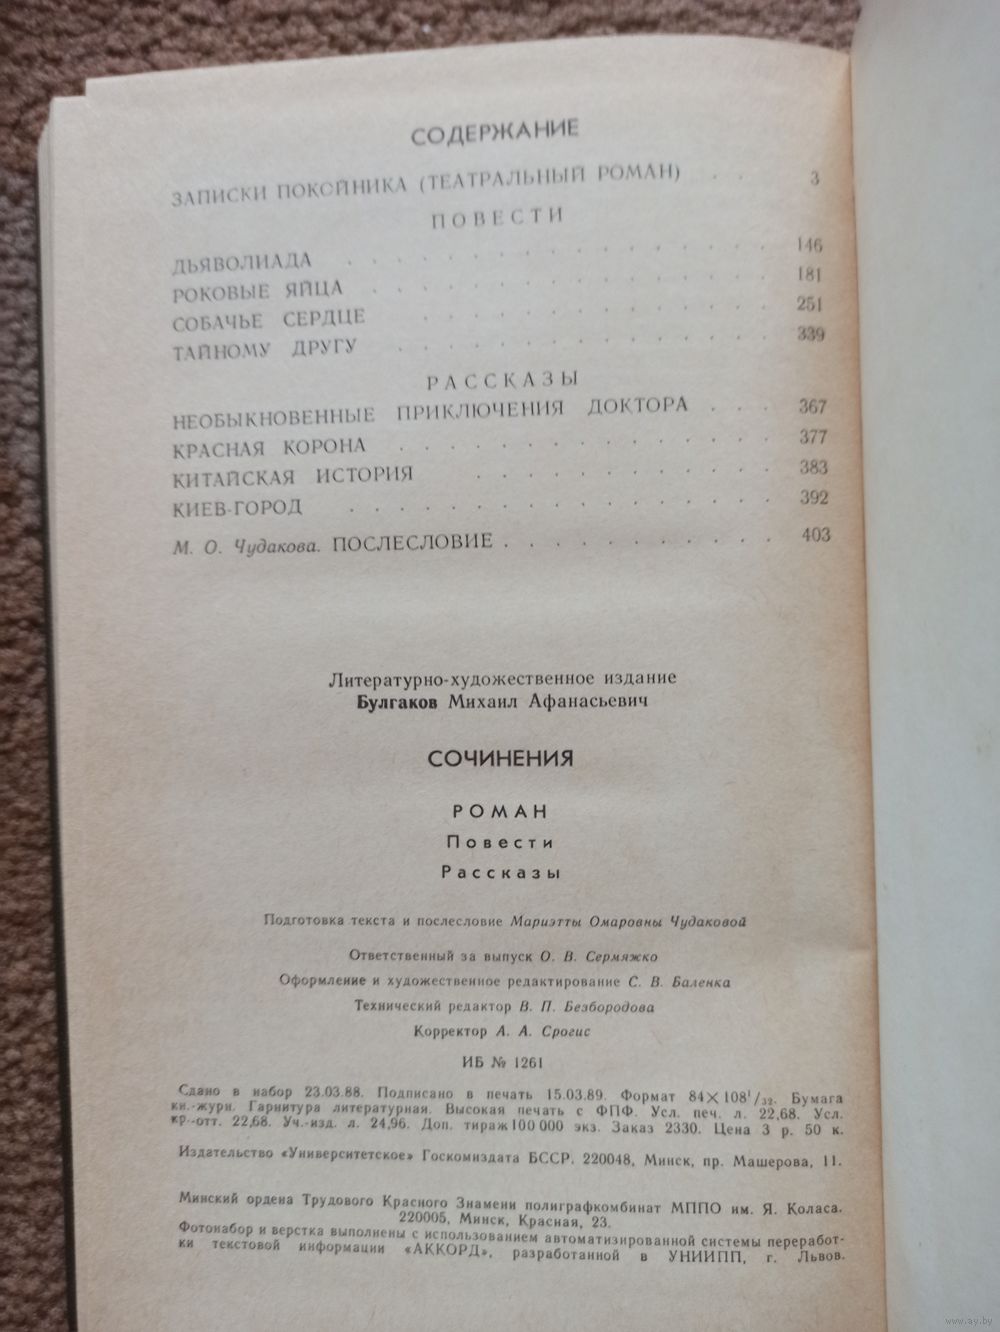 СОДЕРЖАНИЕ
ЗАПИСКИ ПОКОЙНИКА (ТЕАТРАЛЬНЫЙ РОМАН) . . 3
ПОВЕСТИ
ДЬЯВОЛИАДА . . . . . . . . . . . . . . . 146
РОКОВЫЕ ЯЙЦА . . . . . . . . . . . . . . 181
СОБАЧЬЕ СЕРДЦЕ . . . . . . . . . . . . . 251
ТАЙНОМУ ДРУГУ . . . . . . . . . . . . . . 339
РАССКАЗЫ
НЕОБЫКНОВЕННЫЕ ПРИКЛЮЧЕНИЯ ДОКТОРА . . . 367
КРАСНАЯ КОРОНА . . . . . . . . . . . . . . 377
КИТАЙСКАЯ ИСТОРИЯ . . . . . . . . . . . . 383
КИЕВ-ГОРОД . . . . . . . . . . . . . . . . 392
М. О. Чудакова. ПОСЛЕСЛОВИЕ . . . . . . . . . . . 403
Литературно-художественное издание
Булгаков Михаил Афанасьевич
СОЧИНЕНИЯ
РОМАН
Повести
Рассказы
Подготовка текста и послесловие Мариэтты Омаровны Чудаковой
Ответственный за выпуск О. В. Сермяжко
Оформление и художественное редактирование С. В. Баленка
Технический редактор В. П. Безбородова
Корректор А. А. Срогис
ИБ № 1261
Сдано в набор 23.03.88. Подписано в печать 15.03.89. Формат 84×108¹/₃₂. Бумага
кн.-журн. Гарнитура литературная. Высокая печать с ФПФ. Усл. печ. л. 22,68. Усл.
кр.-отт. 22,68. Уч.-изд. л. 24,96. Доп. тираж 100 000 экз. Заказ 2330. Цена 3 р. 50 к.
Издательство «Университетское» Госкомиздата БССР. 220048, Минск, пр. Машерова, 11.
Минский ордена Трудового Красного Знамени полиграфкомбинат МППО им. Я. Коласа.
220005, Минск, Красная, 23.
Фотонабор и верстка выполнены с использованием автоматизированной системы переработ-
ки текстовой информации «АККОРД», разработанной в УНИИПП, г. Львов.
www.ay.by